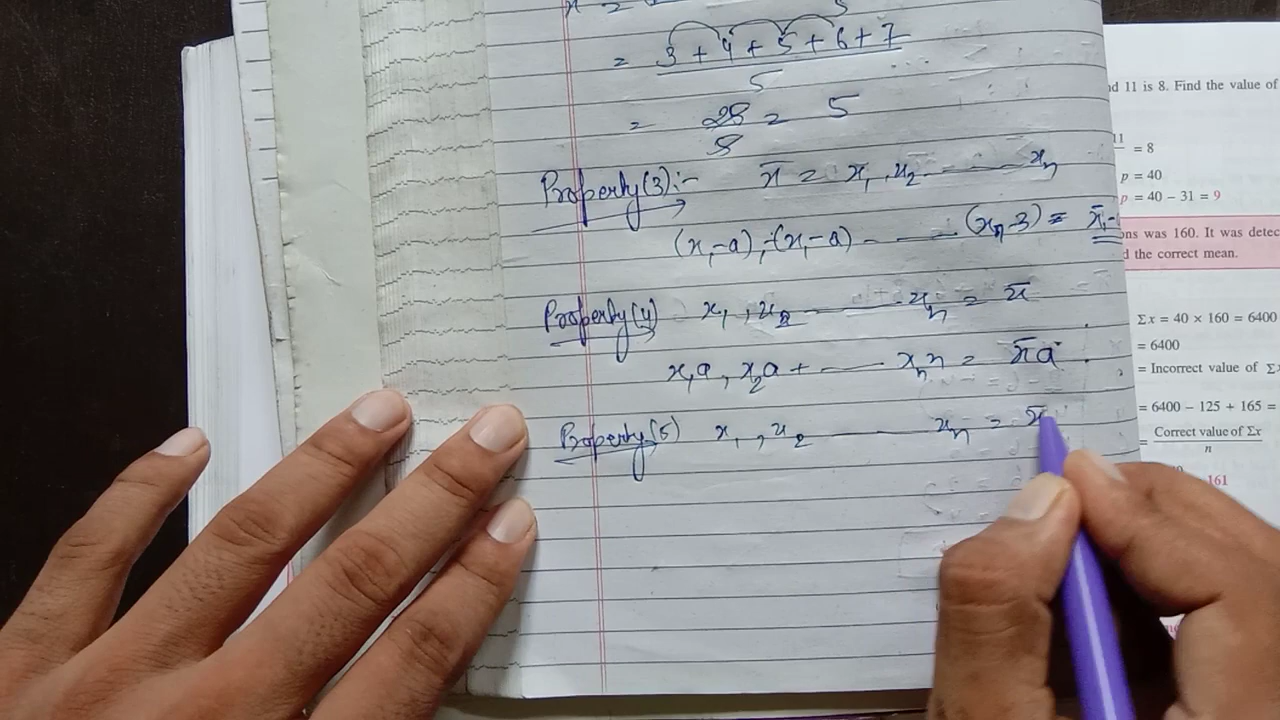 = 3 + 4 + 5 + 6 + 7
5
= 25 = 5
5
Property(3):- x̄ = x₁, x₂ ------ xₙ
(x₁-a), -(x₁-a) ------ (xₙ-3) = x̄₁-
Property(4) x₁, x₂ ------ xₙ = x̄
x₁a, x₂a + ------ xₙn = x̄a
Property(5) x₁, x₂ ------ xₙ = x̄
nd 11 is 8. Find the value of
11
= 8
p = 40
p = 40 - 31 = 9
ons was 160. It was detec
d the correct mean.
Σx = 40 × 160 = 6400
= 6400
= Incorrect value of Σ
= 6400 - 125 + 165 =
= Correct value of Σx
n
161